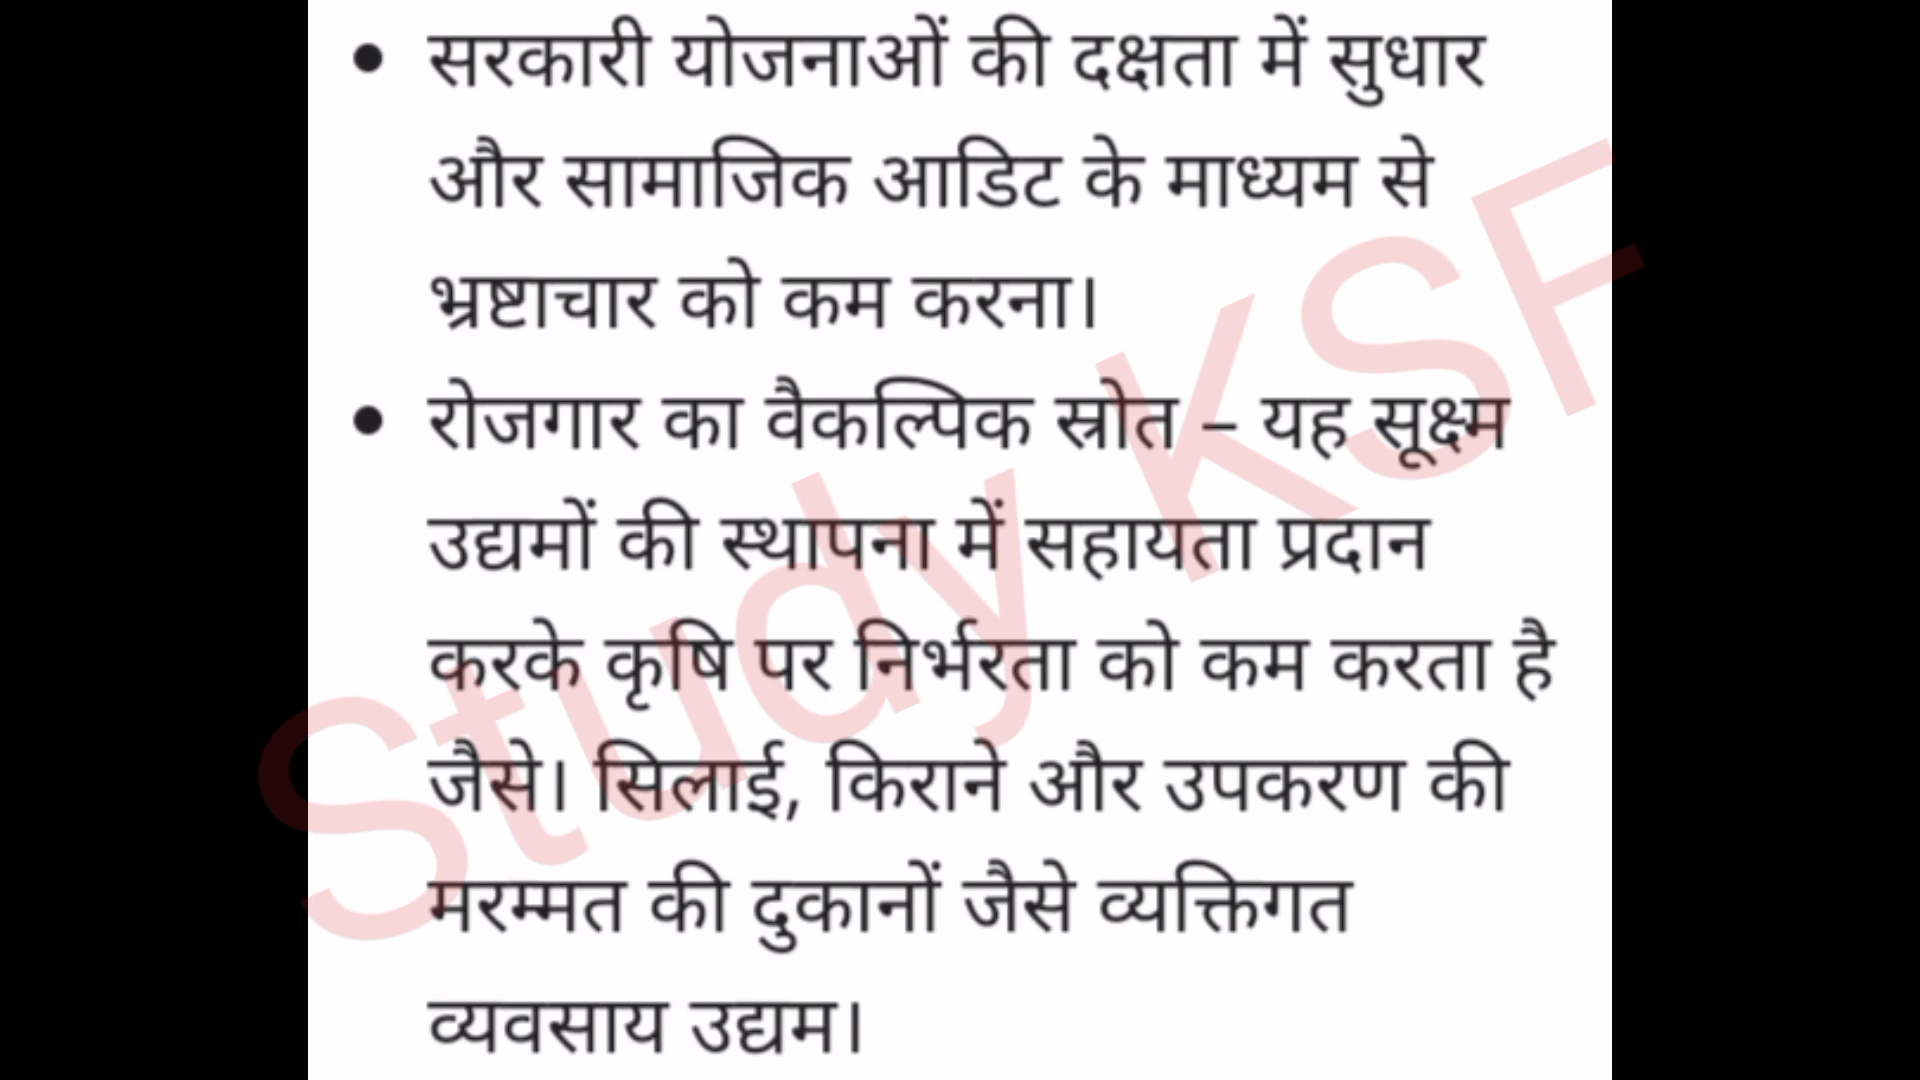 • सरकारी योजनाओं की दक्षता में सुधार
और सामाजिक आडिट के माध्यम से
भ्रष्टाचार को कम करना।
• रोजगार का वैकल्पिक स्रोत – यह सूक्ष्म
उद्यमों की स्थापना में सहायता प्रदान
करके कृषि पर निर्भरता को कम करता है
जैसे। सिलाई, किराने और उपकरण की
मरम्मत की दुकानों जैसे व्यक्तिगत
व्यवसाय उद्यम।
Study KSF